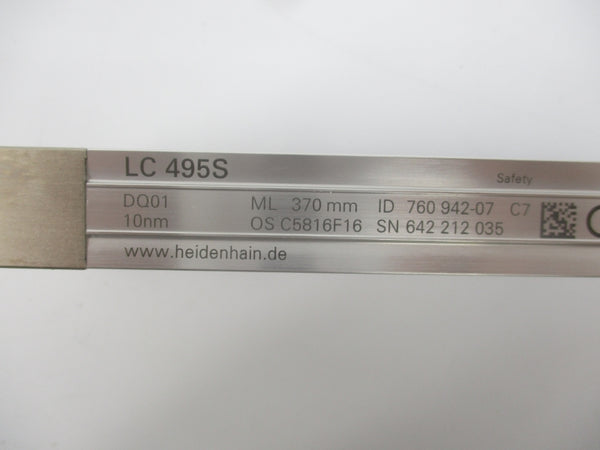 LC 495S
Safety
DQ01 ML 370 mm ID 760 942-07 C7
10nm OS C5816F16 SN 642 212 035
www.heidenhain.de